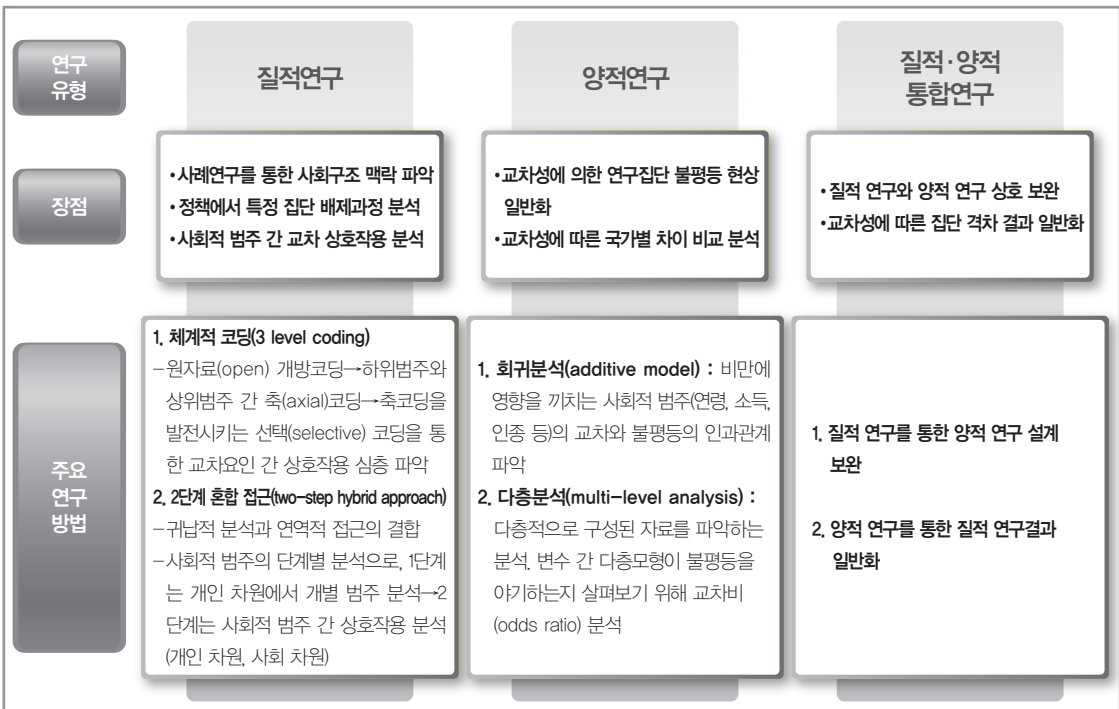 연구
유형
질적연구
양적연구
질적·양적
통합연구
장점
•사례연구를 통한 사회구조 맥락 파악
•정책에서 특정 집단 배제과정 분석
•사회적 범주 간 교차 상호작용 분석
•교차성에 의한 연구집단 불평등 현상
일반화
•교차성에 따른 국가별 차이 비교 분석
•질적 연구와 양적 연구 상호 보완
•교차성에 따른 집단 격차 결과 일반화
주요
연구
방법
1. 체계적 코딩(3 level coding)
-원자료(open) 개방코딩→하위범주와
상위범주 간 축(axial)코딩→축코딩을
발전시키는 선택(selective) 코딩을 통
한 교차요인 간 상호작용 심층 파악
2. 2단계 혼합 접근(two-step hybrid approach)
-귀납적 분석과 연역적 접근의 결합
-사회적 범주의 단계별 분석으로, 1단계
는 개인 차원에서 개별 범주 분석→2
단계는 사회적 범주 간 상호작용 분석
(개인 차원, 사회 차원)
1. 회귀분석(additive model) : 비만에
영향을 끼치는 사회적 범주(연령, 소득,
인종 등)의 교차와 불평등의 인과관계
파악
2. 다층분석(multi-level analysis) :
다층적으로 구성된 자료를 파악하는
분석. 변수 간 다층모형이 불평등을
야기하는지 살펴보기 위해 교차비
(odds ratio) 분석
1. 질적 연구를 통한 양적 연구 설계
보완
2. 양적 연구를 통한 질적 연구결과
일반화